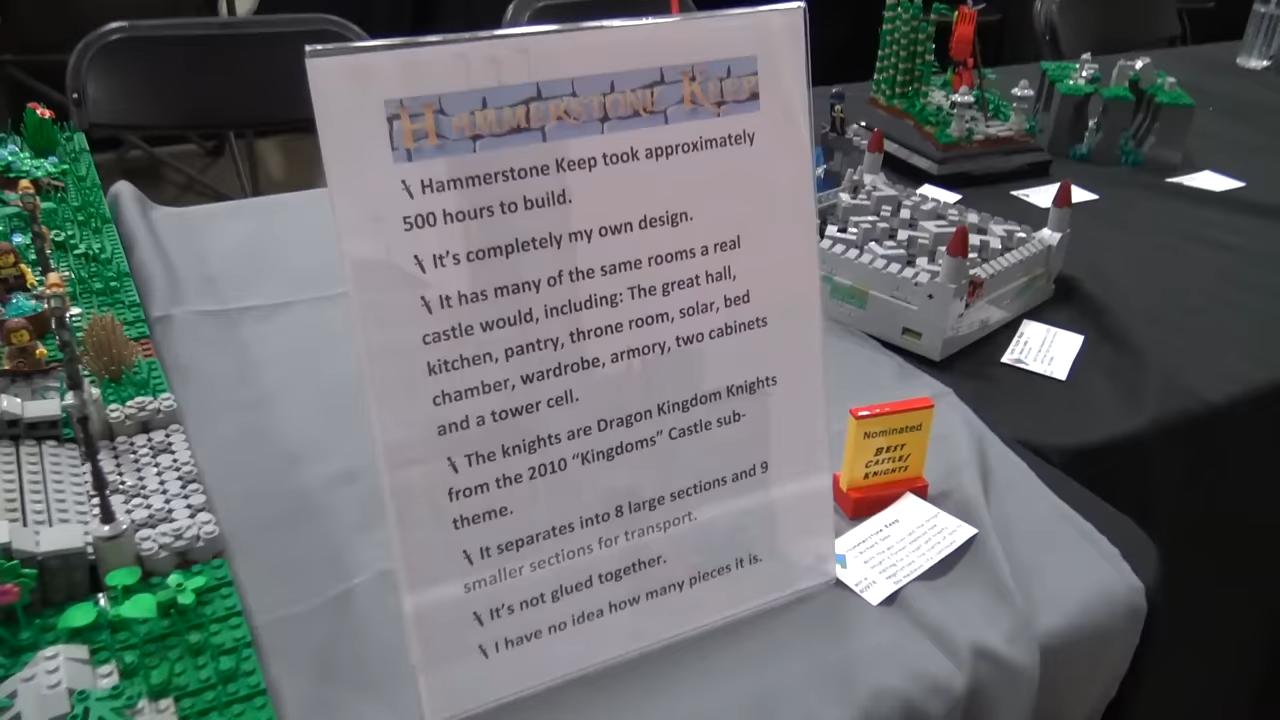 HAMMERSTONE KEEP
Hammerstone Keep took approximately
500 hours to build.
It's completely my own design.
It has many of the same rooms a real
castle would, including: The great hall,
kitchen, pantry, throne room, solar, bed
chamber, wardrobe, armory, two cabinets
and a tower cell.
The knights are Dragon Kingdom Knights
from the 2010 "Kingdoms" Castle sub-
theme.
It separates into 8 large sections and 9
smaller sections for transport.
It's not glued together.
I have no idea how many pieces it is.
Nominated
BEST
CASTLE/
KNIGHTS
Hammerstone Keep